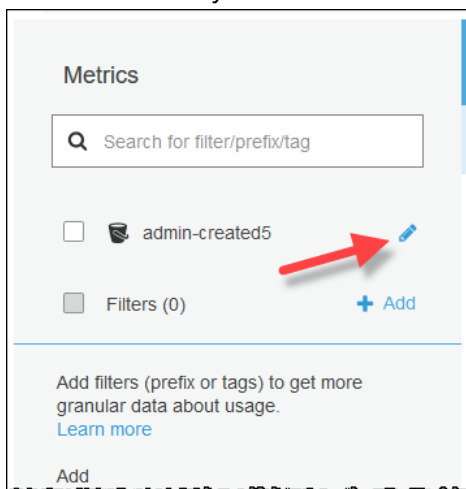 Metrics
Search for filter/prefix/tag
admin-created5
Filters (0)
Add
Add filters (prefix or tags) to get more
granular data about usage.
Learn more
Add